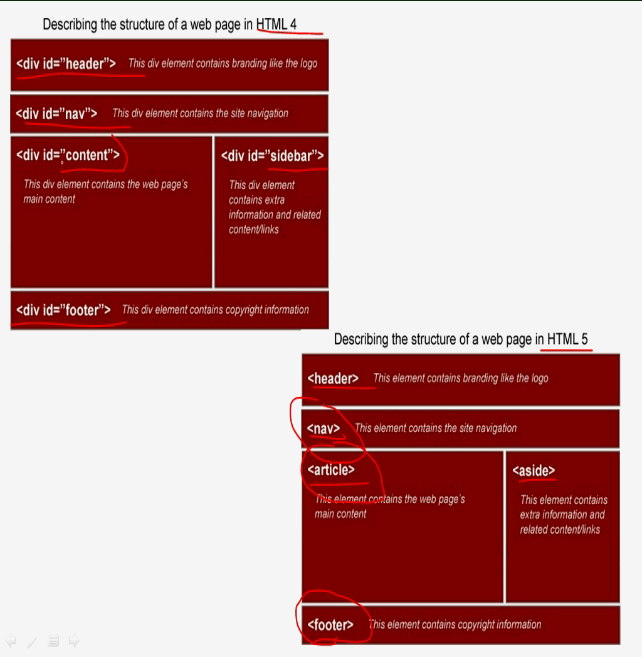 Describing the structure of a web page in HTML 4
<div id="header"> This div element contains branding like the logo
<div id="nav"> This div element contains the site navigation
<div id="content">
This div element contains the web page's
main content
<div id="sidebar">
This div element
contains extra
information and related
content/links
<div id="footer"> This div element contains copyright information
Describing the structure of a web page in HTML 5
<header> This element contains branding like the logo
<nav> This element contains the site navigation
<article>
This element contains the web page's
main content
<aside>
This element contains
extra information and
related content/links
<footer> This element contains copyright information